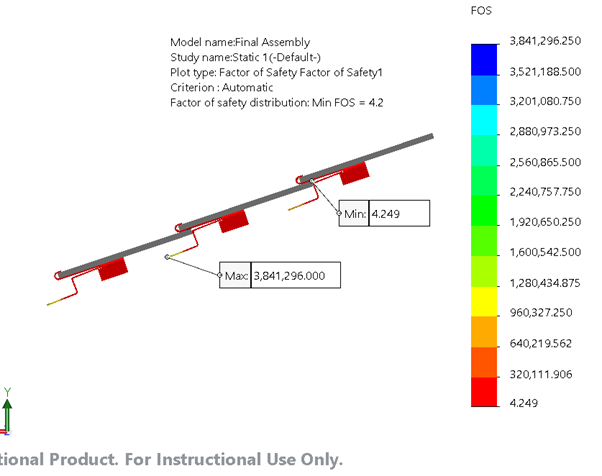 FOS
Model name:Final Assembly
Study name:Static 1(-Default-)
Plot type: Factor of Safety Factor of Safety1
Criterion : Automatic
Factor of safety distribution: Min FOS = 4.2
3,841,296.250
3,521,188.500
3,201,080.750
2,880,973.250
2,560,865.500
2,240,757.750
1,920,650.250
1,600,542.500
1,280,434.875
960,327.250
640,219.562
320,111.906
4.249
Min: 4.249
Max: 3,841,296.000
Y
tional Product. For Instructional Use Only.